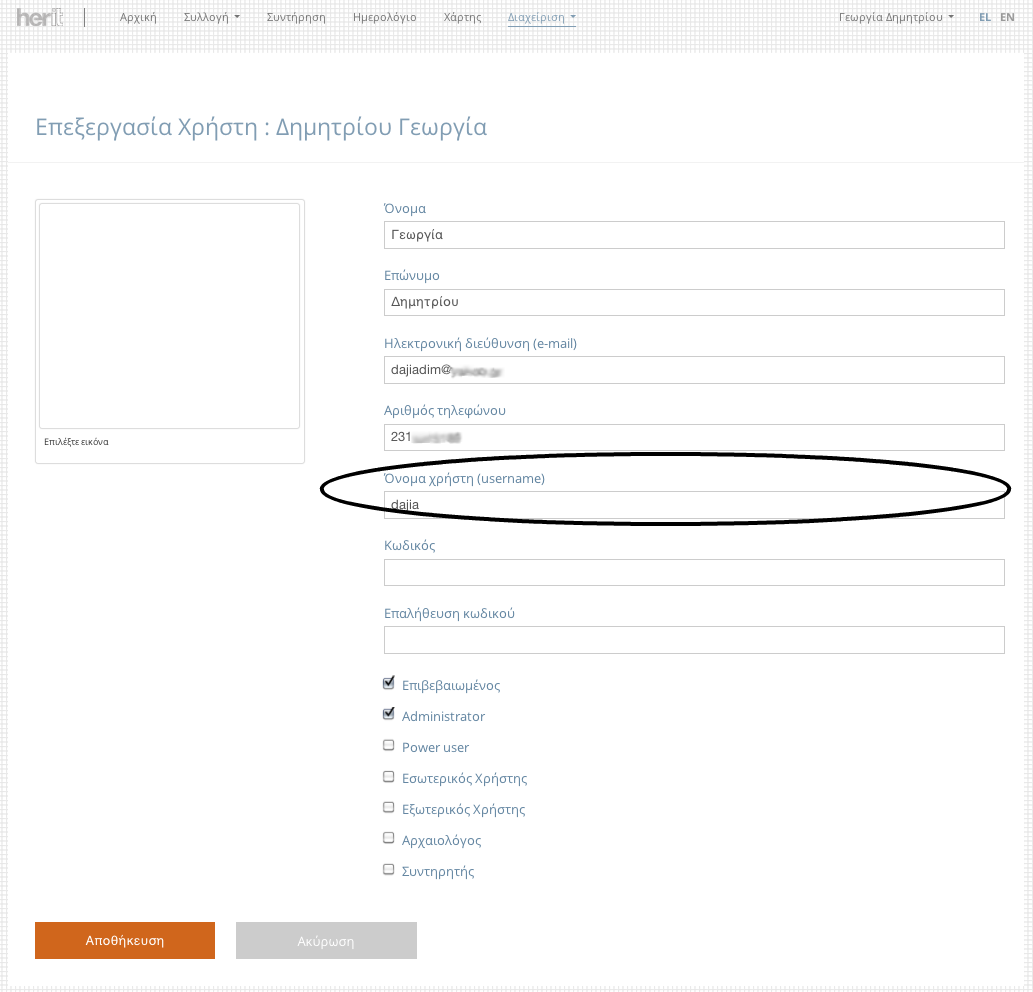 herit Αρχική Συλλογή Συντήρηση Ημερολόγιο Χάρτης Διαχείριση Γεωργία Δημητρίου EL EN
Επεξεργασία Χρήστη : Δημητρίου Γεωργία
Επιλέξτε εικόνα
Όνομα
Γεωργία
Επώνυμο
Δημητρίου
Ηλεκτρονική διεύθυνση (e-mail)
dajiadim@
Αριθμός τηλεφώνου
231
Όνομα χρήστη (username)
dajia
Κωδικός
Επαλήθευση κωδικού
Επιβεβαιωμένος
Administrator
Power user
Εσωτερικός Χρήστης
Εξωτερικός Χρήστης
Αρχαιολόγος
Συντηρητής
Αποθήκευση Ακύρωση